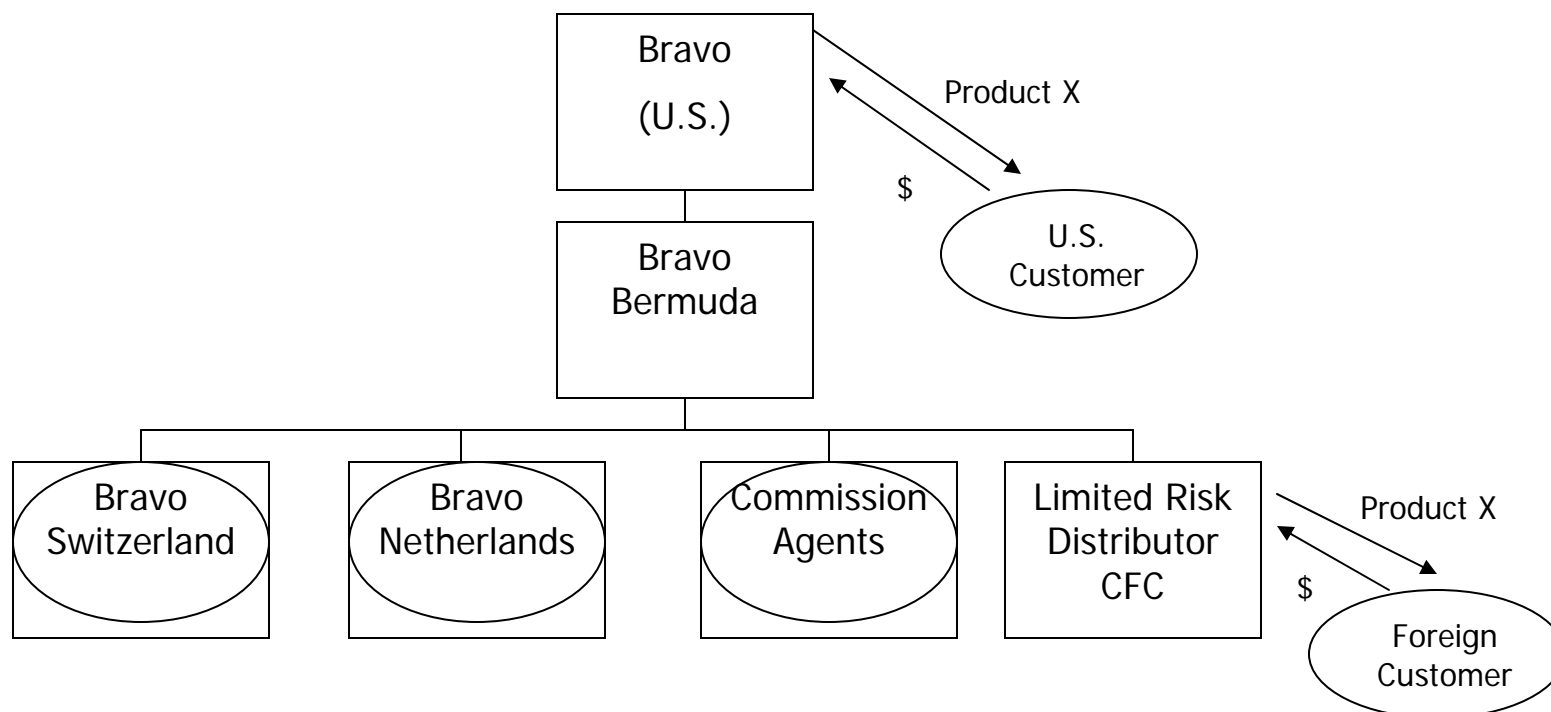 Bravo
(U.S.)
Product X
$
U.S.
Customer
Bravo
Bermuda
Bravo
Switzerland
Bravo
Netherlands
Commission
Agents
Limited Risk
Distributor
CFC
Product X
$
Foreign
Customer